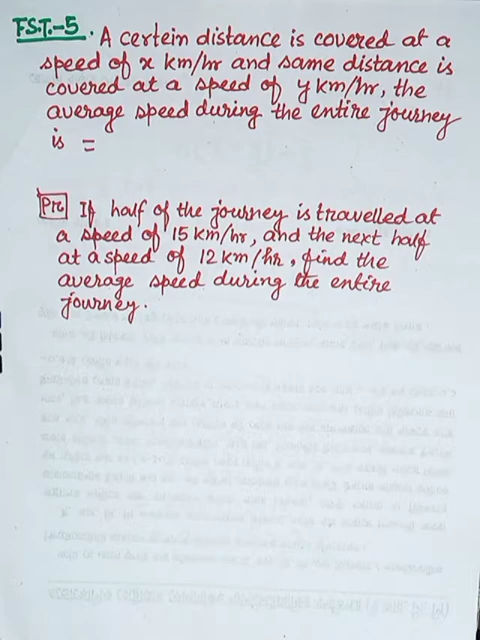 F.S.T.-5. A certein distance is covered at a
speed of x km/hr and same distance is
covered at a speed of y km/hr, the
average speed during the entire journey
is =
Pr. If half of the journey is travelled at
a speed of 15 km/hr, and the next half
at a speed of 12 km/hr, find the
average speed during the entire
journey.